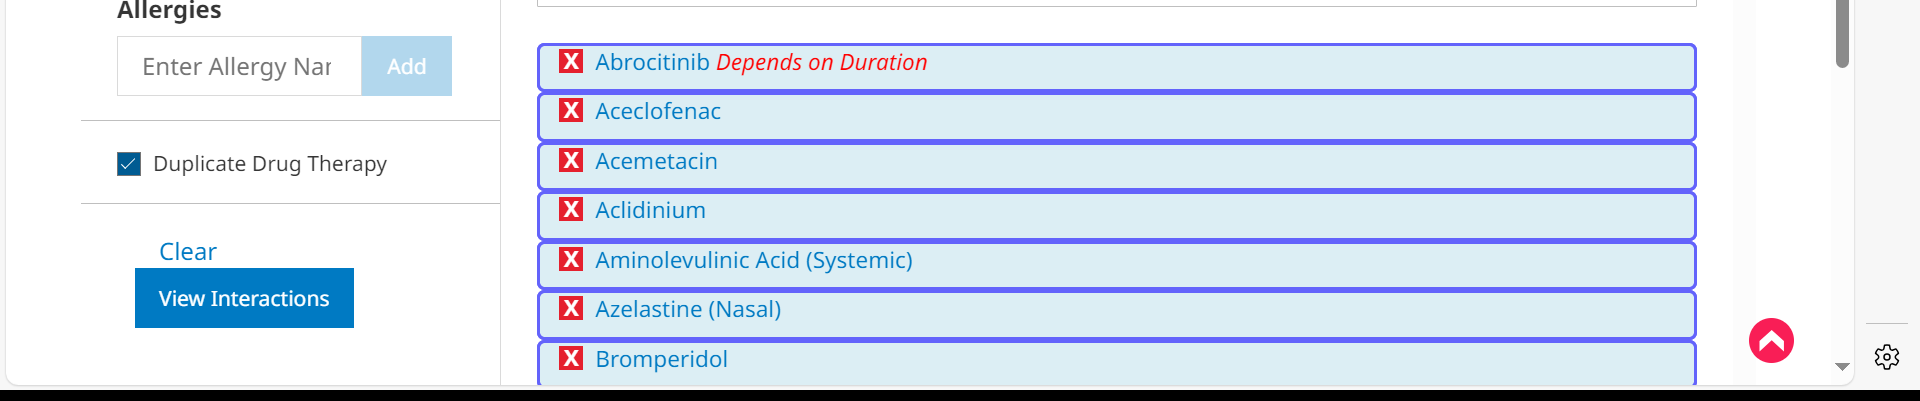 Allergies
Enter Allergy Nar
Add
Duplicate Drug Therapy
Clear
View Interactions
X Abrocitinib Depends on Duration
X Aceclofenac
X Acemetacin
X Aclidinium
X Aminolevulinic Acid (Systemic)
X Azelastine (Nasal)
X Bromperidol